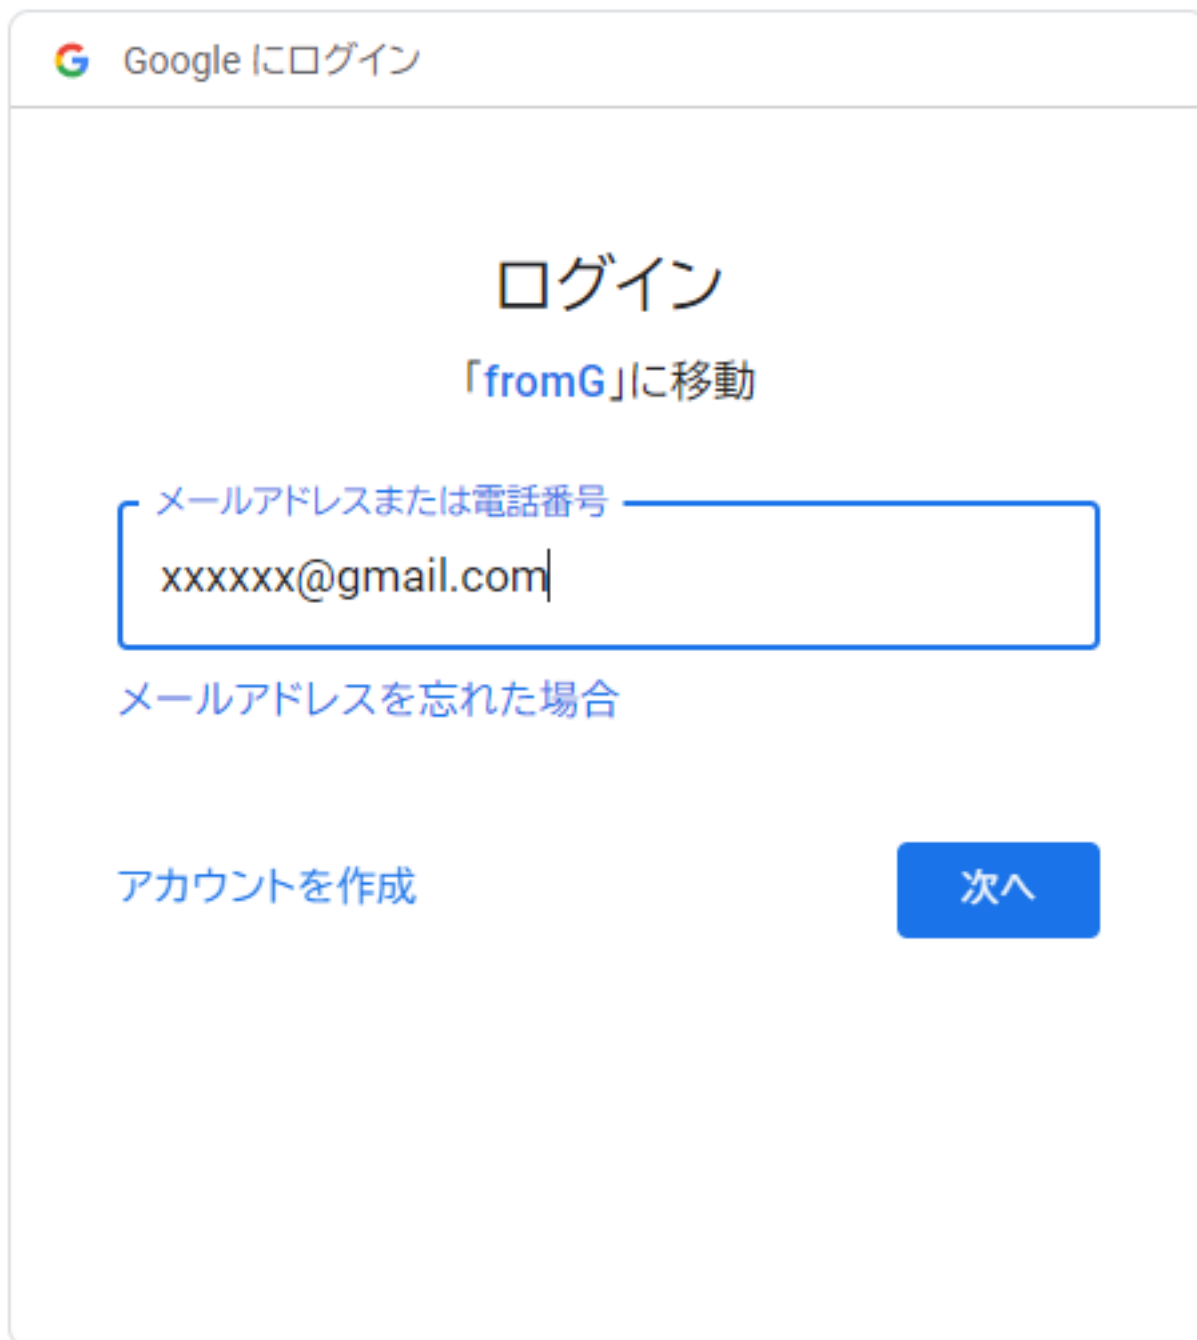 Google にログイン
ログイン
「fromG」に移動
メールアドレスまたは電話番号
xxxxxx@gmail.com
メールアドレスを忘れた場合
アカウントを作成
次へ